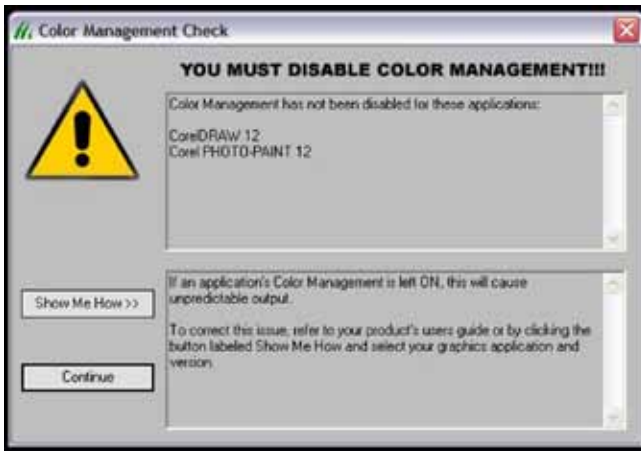 Color Management Check
YOU MUST DISABLE COLOR MANAGEMENT!!!
Color Management has not been disabled for these applications:
CorelDRAW 12
Corel PHOTO-PAINT 12
Show Me How >>
If an application's Color Management is left ON, this will cause
unpredictable output.
To correct this issue, refer to your product's users guide or by clicking the
button labeled Show Me How and select your graphics application and
version.
Continue